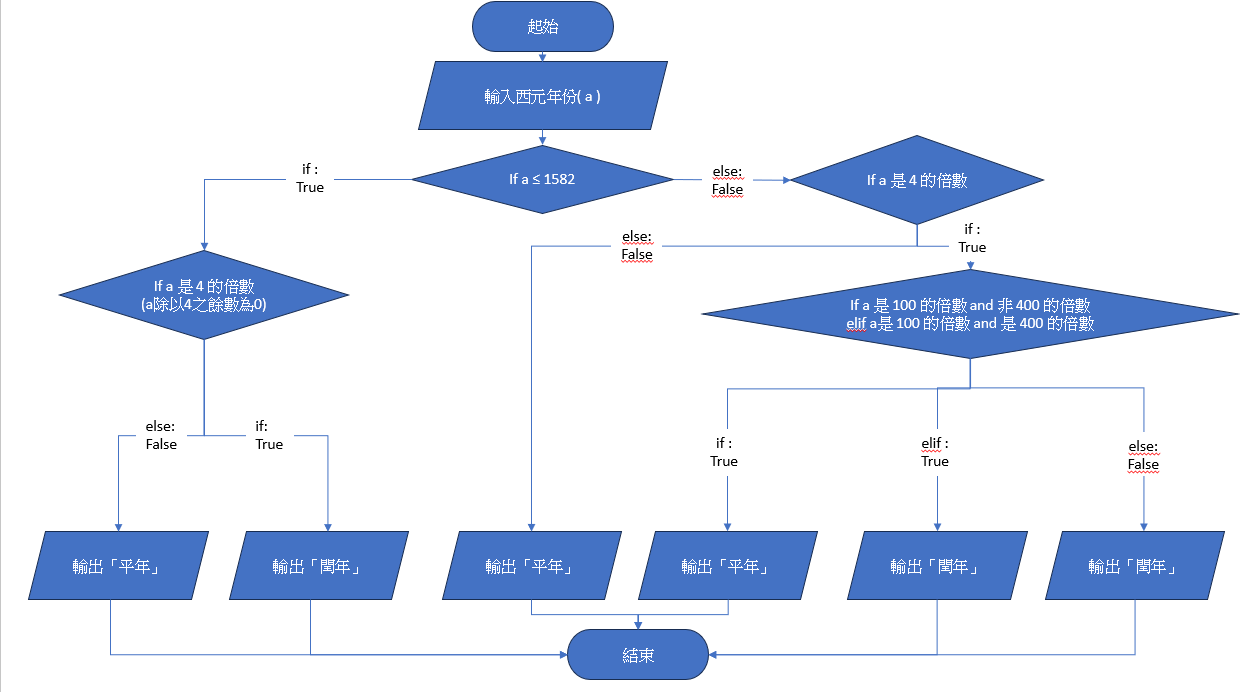 起始
輸入西元年份( a )
If a ≤ 1582
if :
True
else:
False
If a 是 4 的倍數
else:
False
if :
True
If a 是 4 的倍數
(a除以4之餘數為0)
If a 是 100 的倍數 and 非 400 的倍數
elif a是 100 的倍數 and 是 400 的倍數
else:
False
if:
True
if :
True
elif :
True
else:
False
輸出「平年」
輸出「閏年」
輸出「平年」
輸出「平年」
輸出「閏年」
輸出「閏年」
結束